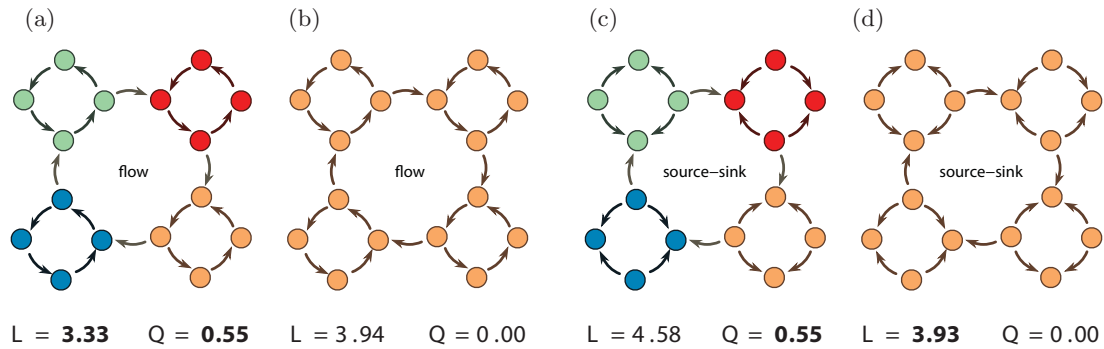 (a) (b) (c) (d)
flow flow source–sink source–sink
L = 3.33 Q = 0.55 L = 3.94 Q = 0.00 L = 4.58 Q = 0.55 L = 3.93 Q = 0.00